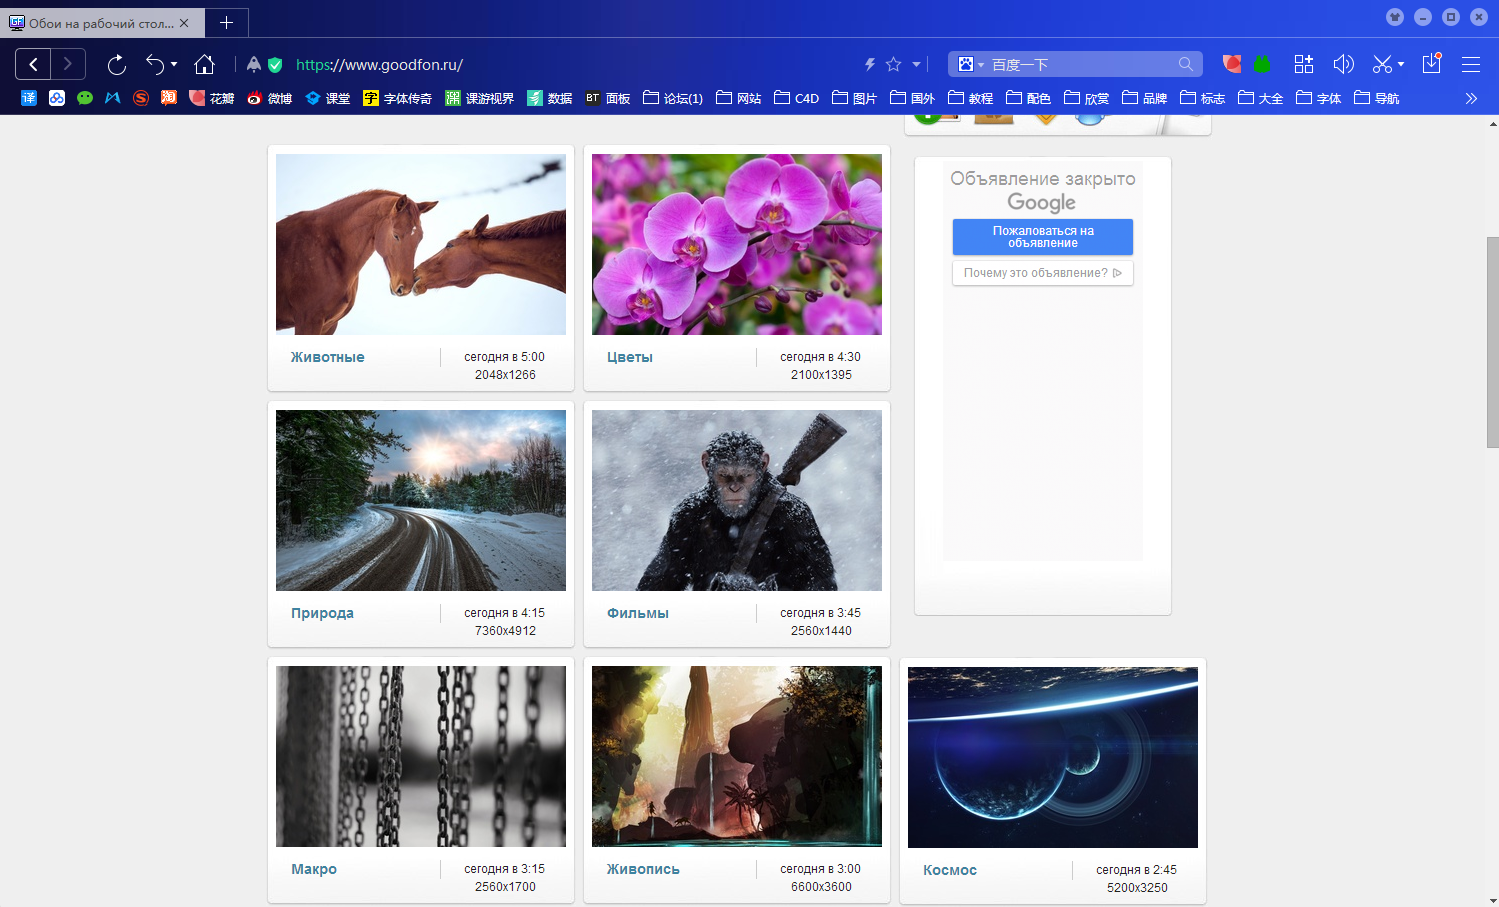 Обои на рабочий стол...
https://www.goodfon.ru/
百度一下
译
淘
花瓣
微博
课堂
字
字体传奇
课游视界
数据
BT
面板
论坛(1)
网站
C4D
图片
国外
教程
配色
欣赏
品牌
标志
大全
字体
导航
Объявление закрыто
Google
Пожаловаться на
объявление
Почему это объявление?
Животные
сегодня в 5:00
2048x1266
Цветы
сегодня в 4:30
2100x1395
Природа
сегодня в 4:15
7360x4912
Фильмы
сегодня в 3:45
2560x1440
Макро
сегодня в 3:15
2560x1700
Живопись
сегодня в 3:00
6600x3600
Космос
сегодня в 2:45
5200x3250